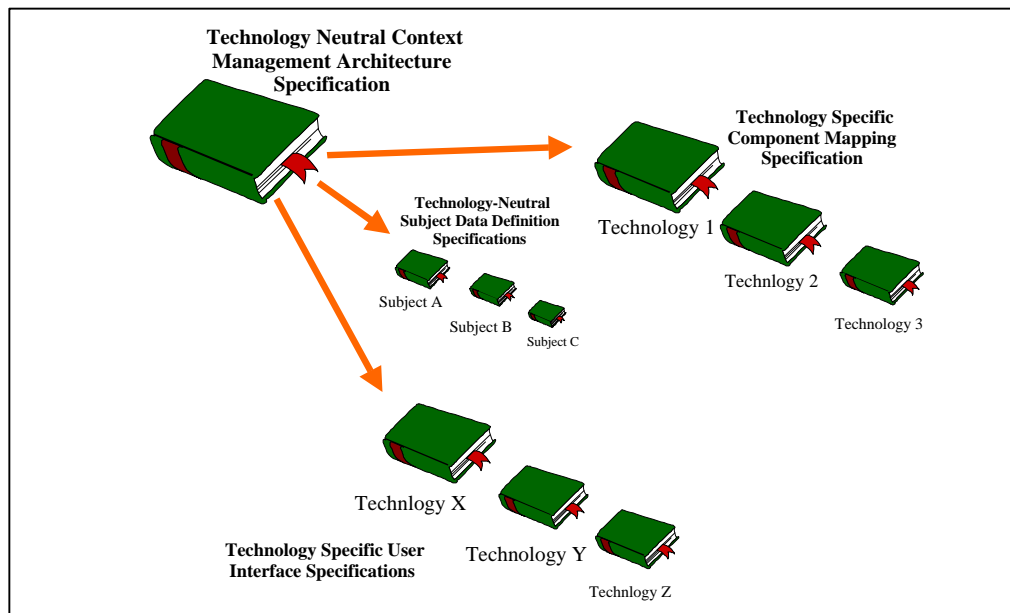 Technology Neutral Context
Management Architecture
Specification
Technology Specific
Component Mapping
Specification
Technology 1
Technlogy 2
Technology 3
Technology-Neutral
Subject Data Definition
Specifications
Subject A
Subject B
Subject C
Technlogy X
Technology Y
Technlogy Z
Technology Specific User
Interface Specifications